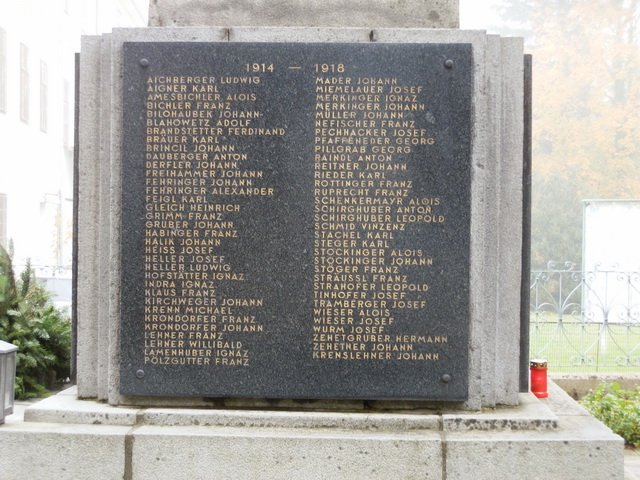 1914 — 1918
AICHBERGER LUDWIG
AIGNER KARL
AMESBICHLER ALOIS
BICHLER FRANZ
BILOHAUBEK JOHANN
BLAHOWETZ ADOLF
BRANDSTETTER FERDINAND
BRÄUER KARL
BRINCIL JOHANN
DAUBERGER ANTON
DERFLER JOHANN
FREIHAMMER JOHANN
FEHRINGER JOHANN
FEHRINGER ALEXANDER
FEIGL KARL
GLEICH HEINRICH
GRIMM FRANZ
GRUBER JOHANN
HABINGER FRANZ
HALIK JOHANN
HEISS JOSEF
HELLER JOSEF
HELLER LUDWIG
HOFSTÄTTER IGNAZ
INDRA IGNAZ
KLAUS FRANZ
KIRCHWEGER JOHANN
KRENN MICHAEL
KRONDORFER FRANZ
KRONDORFER JOHANN
LEHNER FRANZ
LEHNER WILLIBALD
LAMENHUBER IGNAZ
PÖLZGUTTER FRANZ
MADER JOHANN
MIEMELAUER JOSEF
MERKINGER IGNAZ
MERKINGER JOHANN
MÜLLER JOHANN
NEFISCHER FRANZ
PECHHACKER JOSEF
PFAFFENEDER GEORG
PILLGRAB GEORG
RAINDL ANTON
REITNER JOHANN
RIEDER KARL
ROTTINGER FRANZ
RUPRECHT FRANZ
SCHENKERMAYR ALOIS
SCHIRGHUBER ANTON
SCHIRGHUBER LEOPOLD
SCHMID VINZENZ
STACHEL KARL
STEGER KARL
STOCKINGER ALOIS
STOCKINGER JOHANN
STÖGER FRANZ
STRAUSSL FRANZ
STRAHOFER LEOPOLD
TINHOFER JOSEF
TRAMBERGER JOSEF
WIESER ALOIS
WIESER JOSEF
WURM JOSEF
ZEHETGRUBER HERMANN
ZEHETNER JOHANN
KRENSLEHNER JOHANN